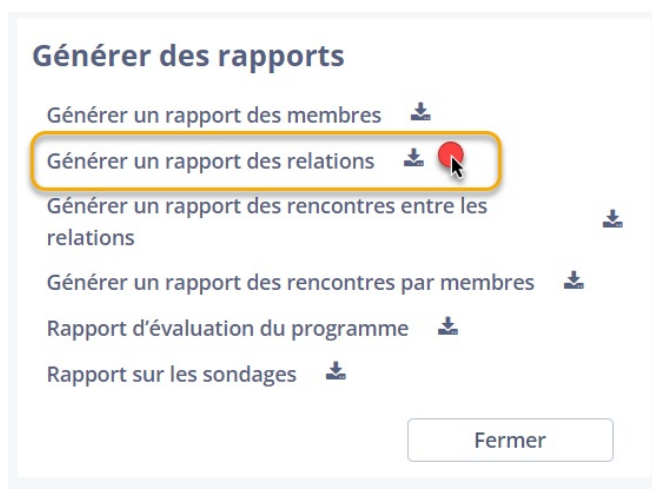 Générer des rapports
Générer un rapport des membres
Générer un rapport des relations
Générer un rapport des rencontres entre les
relations
Générer un rapport des rencontres par membres
Rapport d’évaluation du programme
Rapport sur les sondages
Fermer